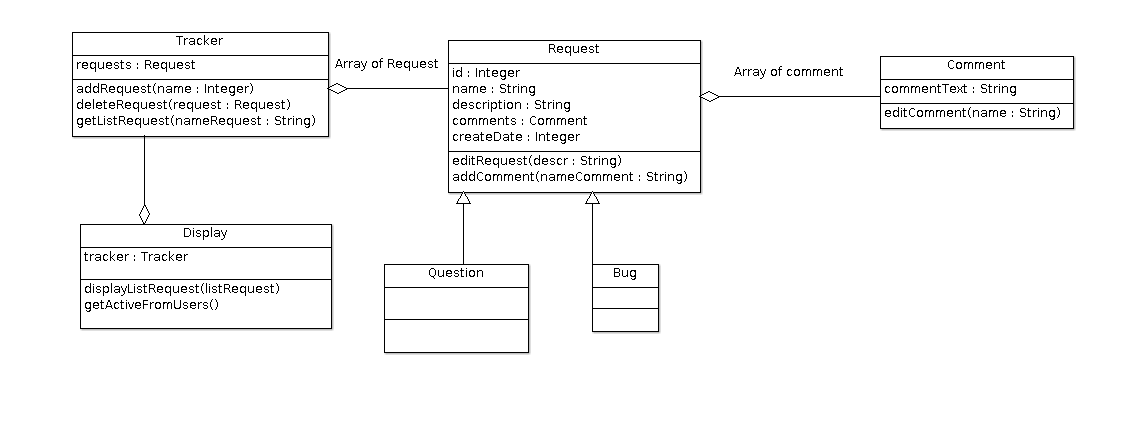 Tracker
requests : Request
addRequest(name : Integer)
deleteRequest(request : Request)
getListRequest(nameRequest : String)
Array of Request
Request
id : Integer
name : String
description : String
comments : Comment
createDate : Integer
editRequest(descr : String)
addComment(nameComment : String)
Array of comment
Comment
commentText : String
editComment(name : String)
Display
tracker : Tracker
displayListRequest(listRequest)
getActiveFromUsers()
Question
Bug